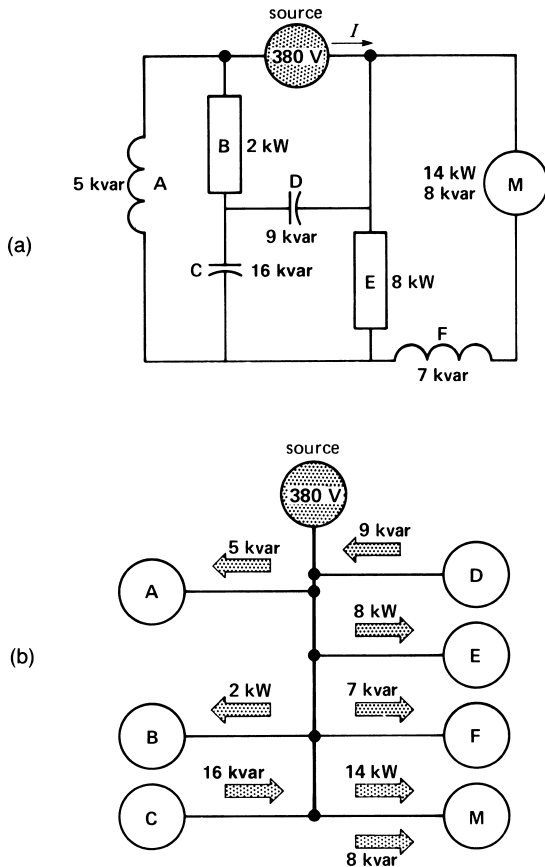 source
380 V
I
B
2 kW
5 kvar
A
D
9 kvar
14 kW
8 kvar
M
(a)
C
16 kvar
E
8 kW
F
7 kvar
source
380 V
5 kvar
9 kvar
A
D
8 kW
E
(b)
2 kW
7 kvar
B
F
16 kvar
14 kW
C
M
8 kvar